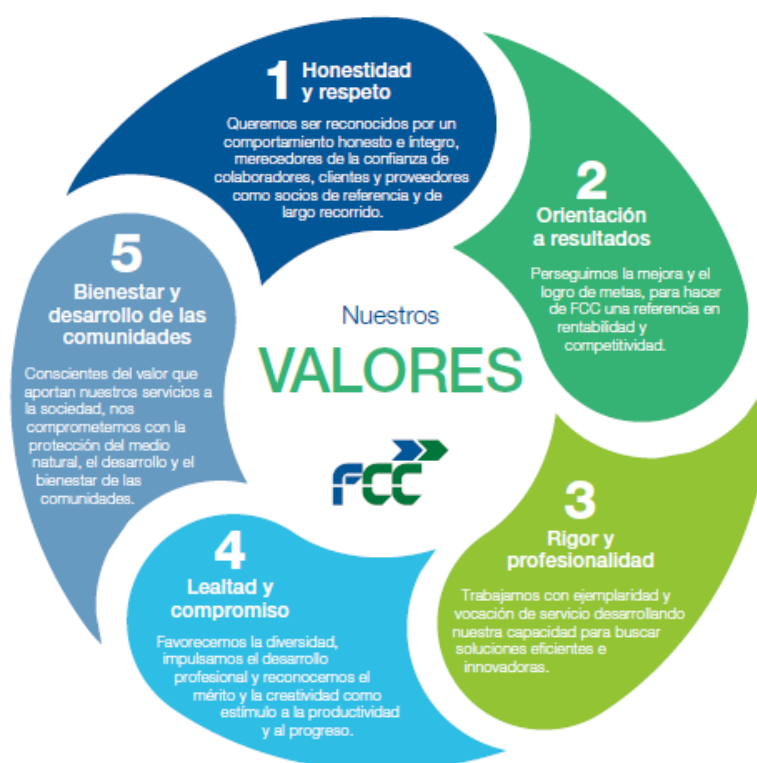 1 Honestidad
y respeto
Queremos ser reconocidos por un
comportamiento honesto e íntegro,
merecedores de la confianza de
colaboradores, clientes y proveedores
como socios de referencia y de
largo recorrido.
2
Orientación
a resultados
Perseguimos la mejora y el
logro de metas, para hacer
de FCC una referencia en
rentabilidad y
competitividad.
3
Rigor y
profesionalidad
Trabajamos con ejemplaridad y
vocación de servicio desarrollando
nuestra capacidad para buscar
soluciones eficientes e
innovadoras.
4
Lealtad y
compromiso
Favorecemos la diversidad,
impulsamos el desarrollo
profesional y reconocemos el
mérito y la creatividad como
estímulo a la productividad
y al progreso.
5
Bienestar y
desarrollo de las
comunidades
Conscientes del valor que
aportan nuestros servicios a
la sociedad, nos
comprometemos con la
protección del medio
natural, el desarrollo y el
bienestar de las
comunidades.
Nuestros
VALORES
FCC